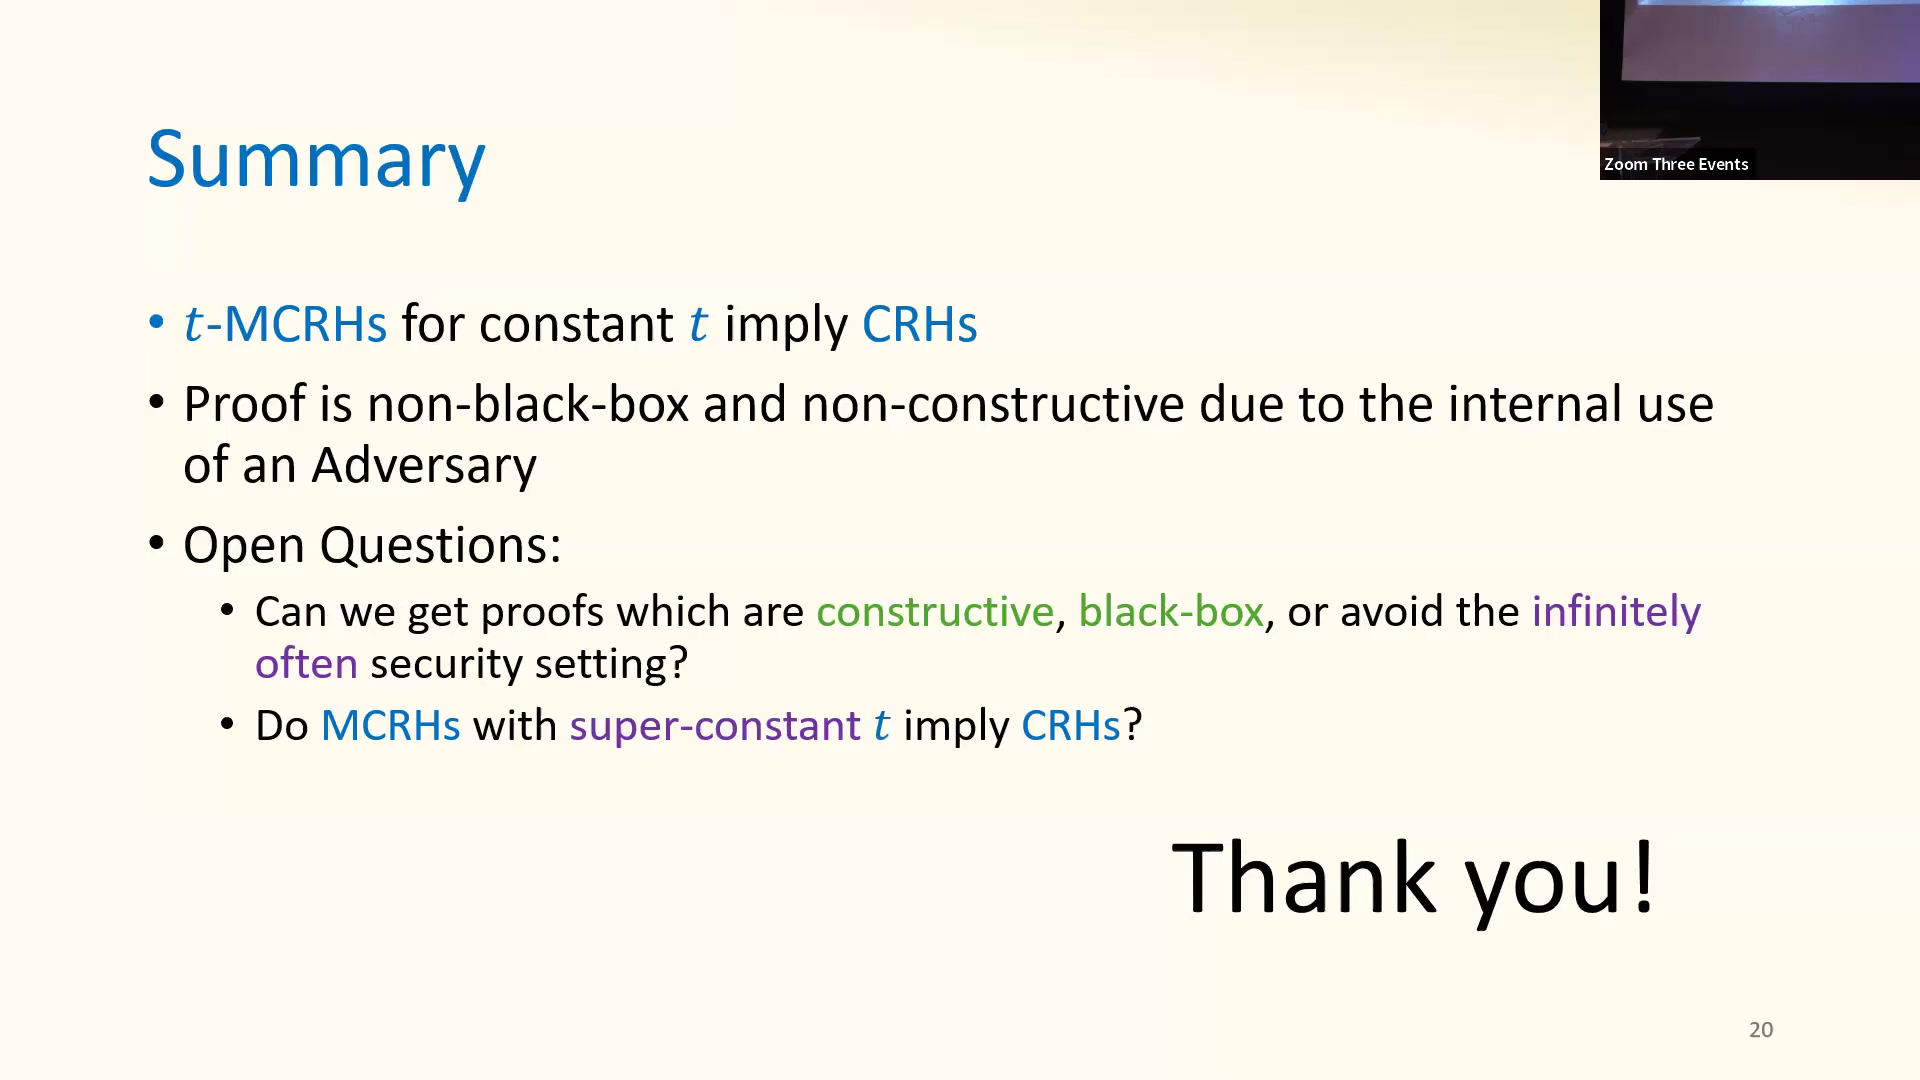 Zoom Three Events
Summary
• t-MCRHs for constant t imply CRHs
• Proof is non-black-box and non-constructive due to the internal use
of an Adversary
• Open Questions:
• Can we get proofs which are constructive, black-box, or avoid the infinitely
often security setting?
• Do MCRHs with super-constant t imply CRHs?
Thank you!
20